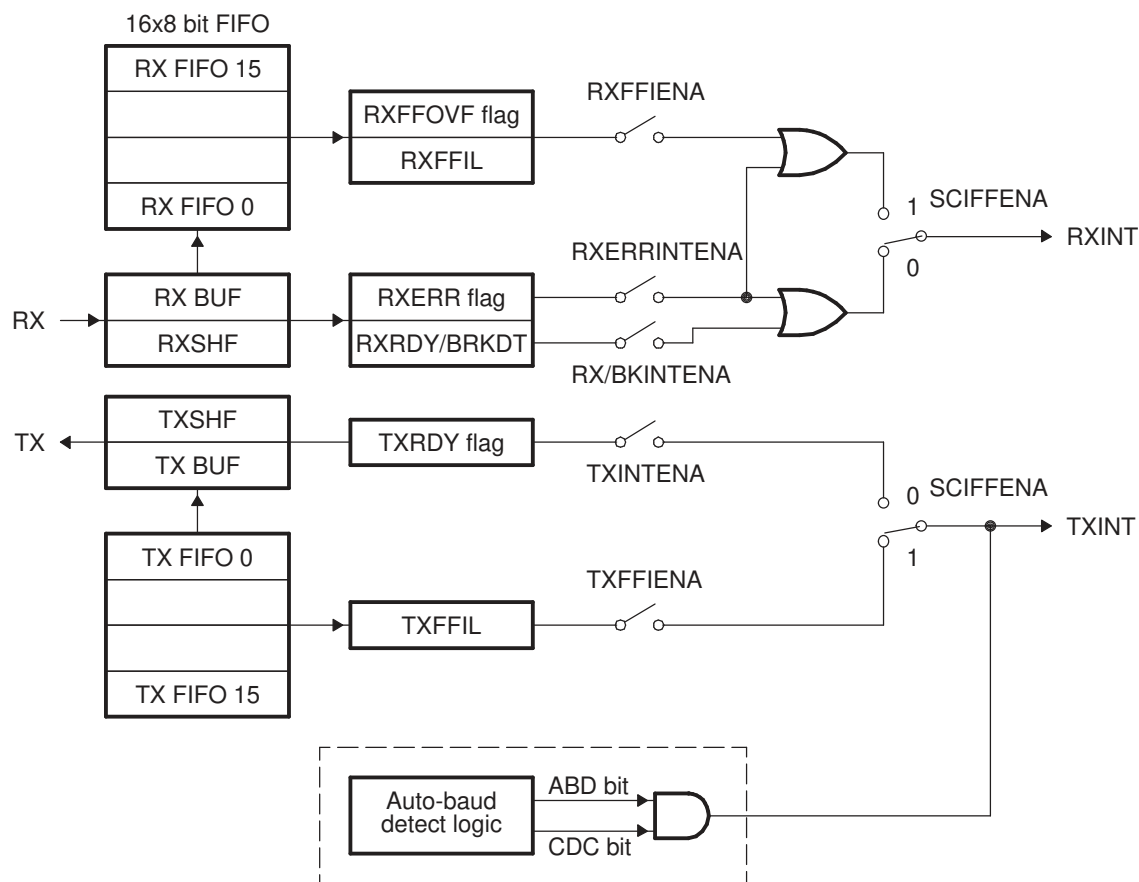 16x8 bit FIFO
RX FIFO 15
RX FIFO 0
RXFFOVF flag
RXFFIL
RXFFIENA
1
SCIFFENA
0
RXINT
RX
RX BUF
RXSHF
RXERR flag
RXRDY/BRKDT
RXERRINTENA
RX/BKINTENA
TX
TXSHF
TX BUF
TXRDY flag
TXINTENA
0
SCIFFENA
1
TXINT
TX FIFO 0
TX FIFO 15
TXFFIL
TXFFIENA
Auto-baud
detect logic
ABD bit
CDC bit